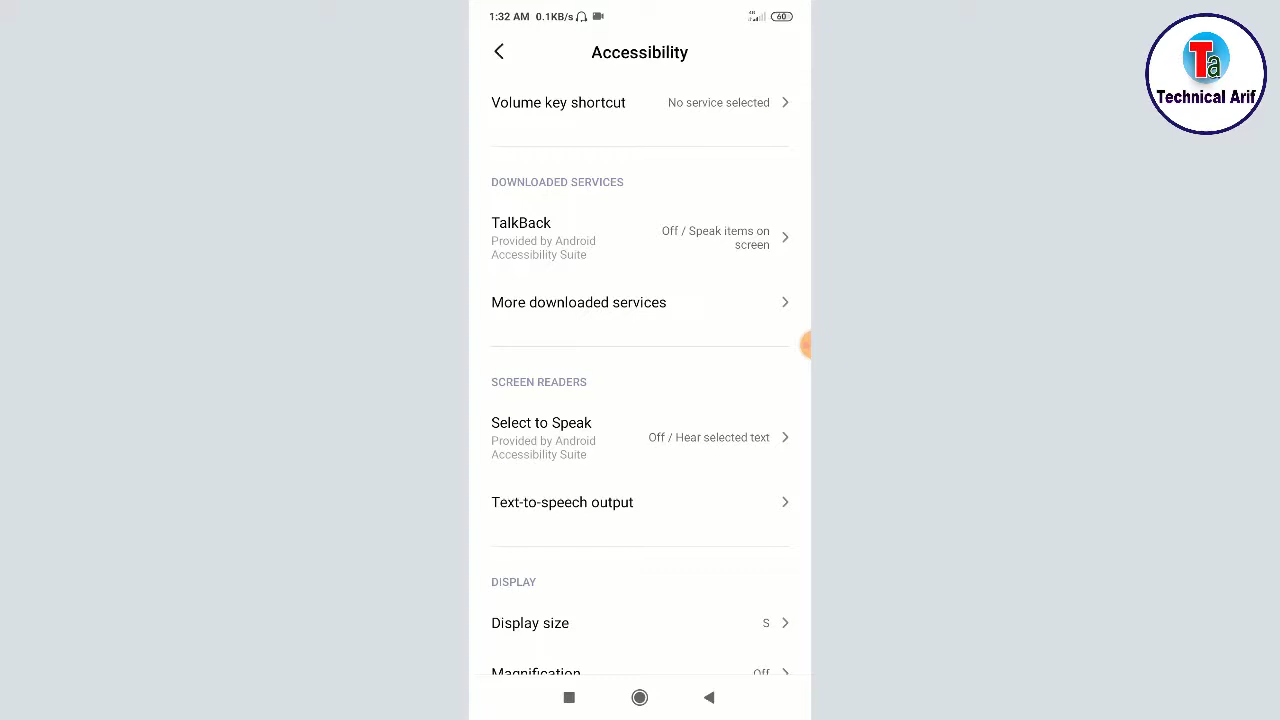 1:32 AM 0.1KB/s 4G 60
Ta
Technical Arif
Accessibility
Volume key shortcut No service selected
DOWNLOADED SERVICES
TalkBack
Provided by Android
Accessibility Suite
Off / Speak items on
screen
More downloaded services
SCREEN READERS
Select to Speak
Provided by Android
Accessibility Suite
Off / Hear selected text
Text-to-speech output
DISPLAY
Display size S
Magnification Off